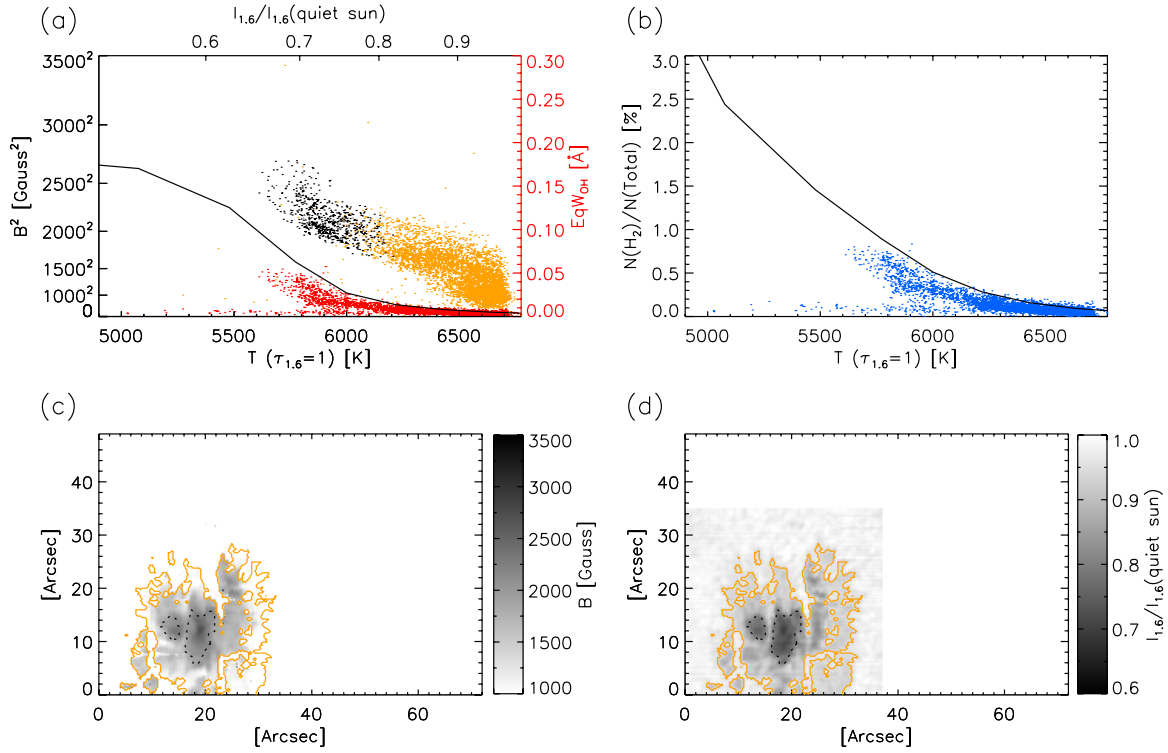 (a)
I1.6/I1.6(quiet sun)
0.6 0.7 0.8 0.9
3500²
3000²
2500²
2000²
1500²
1000²
0
B² [Gauss²]
0.30
0.25
0.20
0.15
0.10
0.05
0.00
EqWOH [Å]
5000 5500 6000 6500
T (τ1.6=1) [K]
(b)
3.0
2.5
2.0
1.5
1.0
0.5
0.0
N(H2)/N(Total) [%]
5000 5500 6000 6500
T (τ1.6=1) [K]
(c)
40
30
20
10
0
[Arcsec]
0 20 40 60
[Arcsec]
3500
3000
2500
2000
1500
1000
B [Gauss]
(d)
40
30
20
10
0
[Arcsec]
0 20 40 60
[Arcsec]
1.0
0.9
0.8
0.7
0.6
I1.6/I1.6(quiet sun)